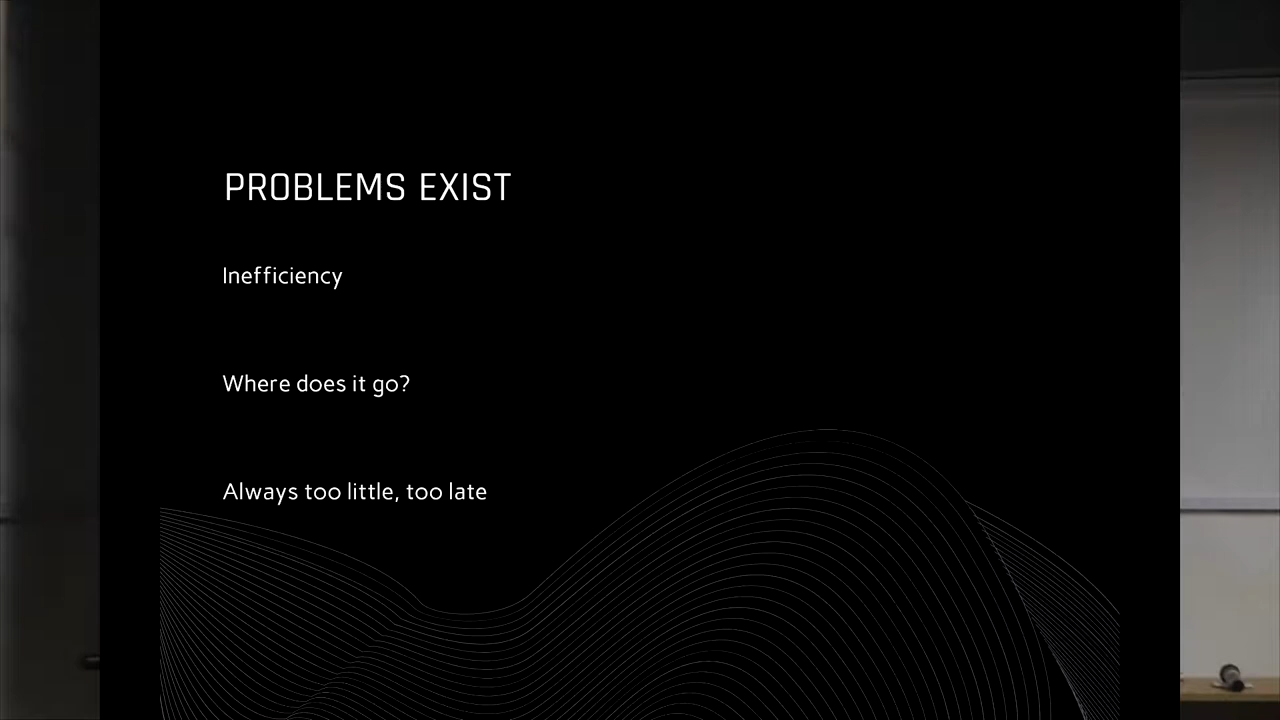 PROBLEMS EXIST
Inefficiency
Where does it go?
Always too little, too late